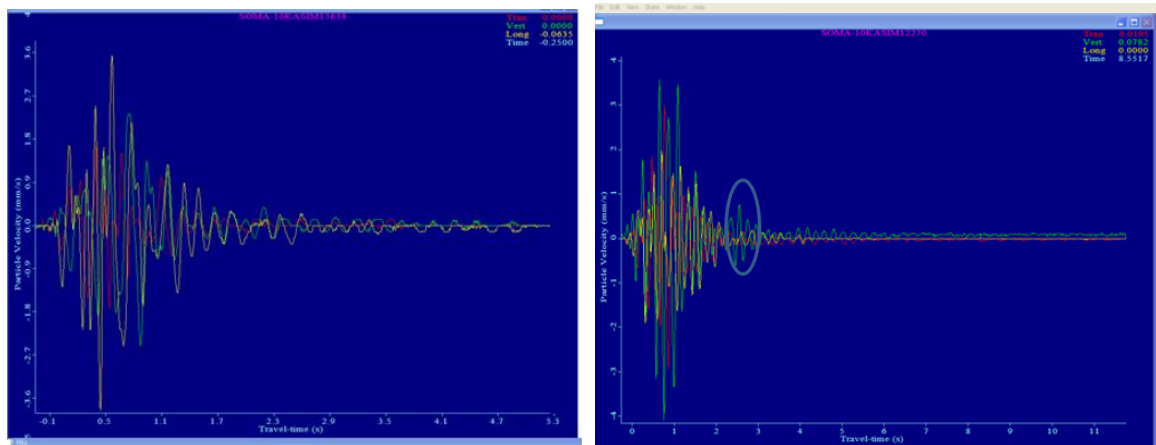 SOMA-10KASIM15638
Tran 0.0000
Vert 0.0000
Long -0.0635
Time -0.2500
Particle Velocity (mm/s)
3.6
2.7
1.8
0.9
0.0
-0.9
-1.8
-2.7
-3.6
-0.1 0.5 1.1 1.7 2.3 2.9 3.5 4.1 4.7 5.3
Travel-time (s)
File Edit View State Window Help
SOMA-10KASIM12270
Tran 0.0195
Vert 0.0782
Long 0.0000
Time 8.5517
Particle Velocity (mm/s)
4
3
2
1
0
-1
-2
-3
-4
0 1 2 3 4 5 6 7 8 9 10 11
Travel-time (s)